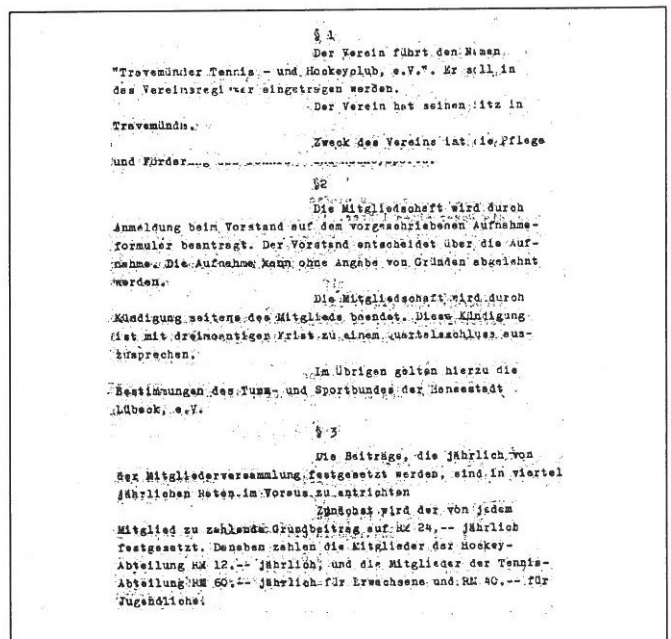 § 1
Der Verein führt den Namen
"Travemünder Tennis - und Hockeyclub, e.V.". Er soll in
das Vereinsregister eingetragen werden.
Der Verein hat seinen Sitz in
Travemünde.
Zweck des Vereins ist die Pflege
und Förderung des
§2
Die Mitgliedschaft wird durch
Anmeldung beim Vorstand auf dem vorgeschriebenen Aufnahme-
formular beantragt. Der Vorstand entscheidet über die Auf-
nahme. Die Aufnahme kann ohne Angabe von Gründen abgelehnt
werden.
Die Mitgliedschaft wird durch
Kündigung seitens des Mitglieds beendet. Diese Kündigung
ist mit dreimoantiger Frist zu einem Quartelsschluss aus-
zusprechen.
Im Übrigen gelten hierzu die
Bestimmungen des Turn- und Sportbundes der Hansestadt
Lübeck, e.V.
§ 3
Die Beiträge, die jährlich von
der Mitgliederversammlung festgesetzt werden, sind in viertel
jährlichen Raten im Voraus zu entrichten
Zunächst wird der von jedem
Mitglied zu zahlende Grundbeitrag auf RM 24,-- jährlich
festgesetzt. Daneben zahlen die Mitglieder der Hockey-
Abteilung RM 12,-- jährlich, und die Mitglieder der Tennis-
Abteilung RM 60,-- jährlich für Erwachsene und RM 40,-- für
Jugendliche.